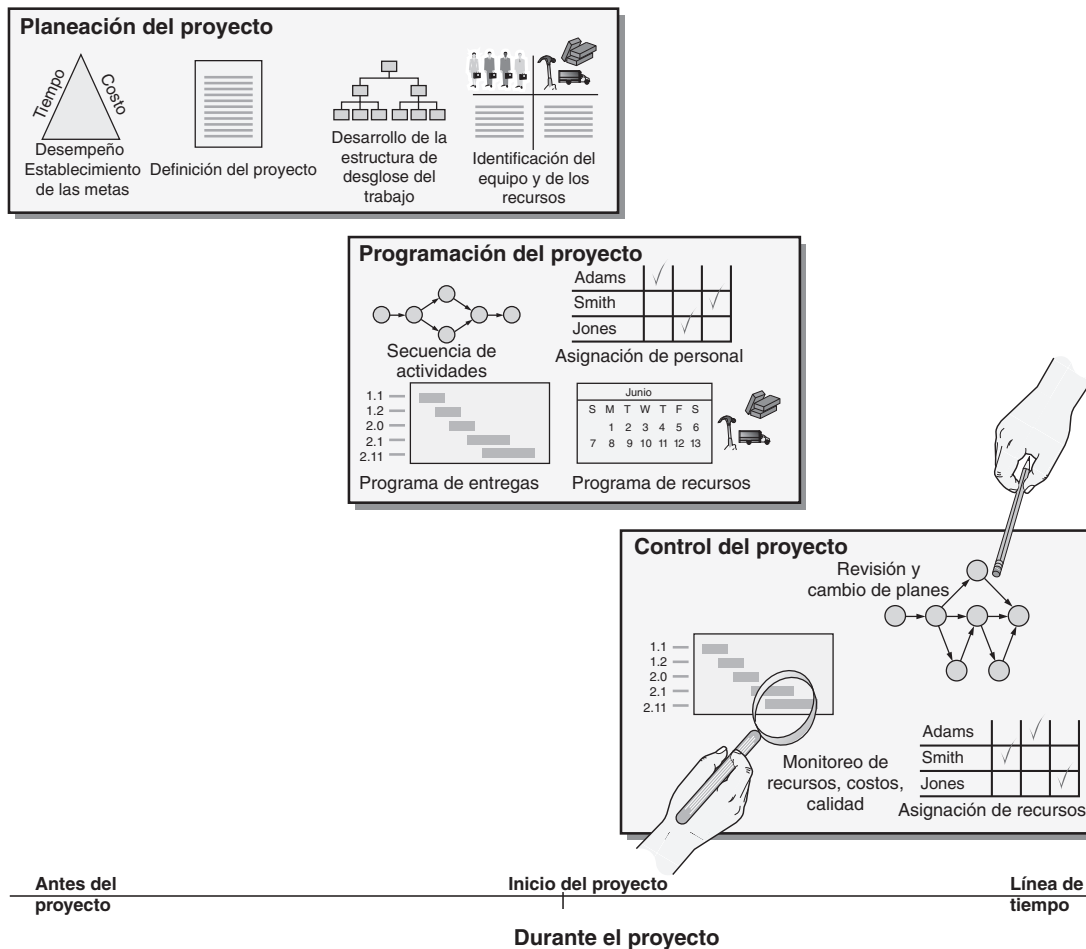 Planeación del proyecto
Tiempo
Costo
Desempeño
Establecimiento
de las metas
Definición del proyecto
Desarrollo de la
estructura de
desglose del
trabajo
Identificación del
equipo y de los
recursos
Programación del proyecto
Secuencia de
actividades
Adams
Smith
Jones
Asignación de personal
1.1
1.2
2.0
2.1
2.11
Programa de entregas
Junio
S M T W T F S
1 2 3 4 5 6
7 8 9 10 11 12 13
Programa de recursos
Control del proyecto
Revisión y
cambio de planes
1.1
1.2
2.0
2.1
2.11
Monitoreo de
recursos, costos,
calidad
Adams
Smith
Jones
Asignación de recursos
Antes del
proyecto
Inicio del proyecto
Línea de
tiempo
Durante el proyecto